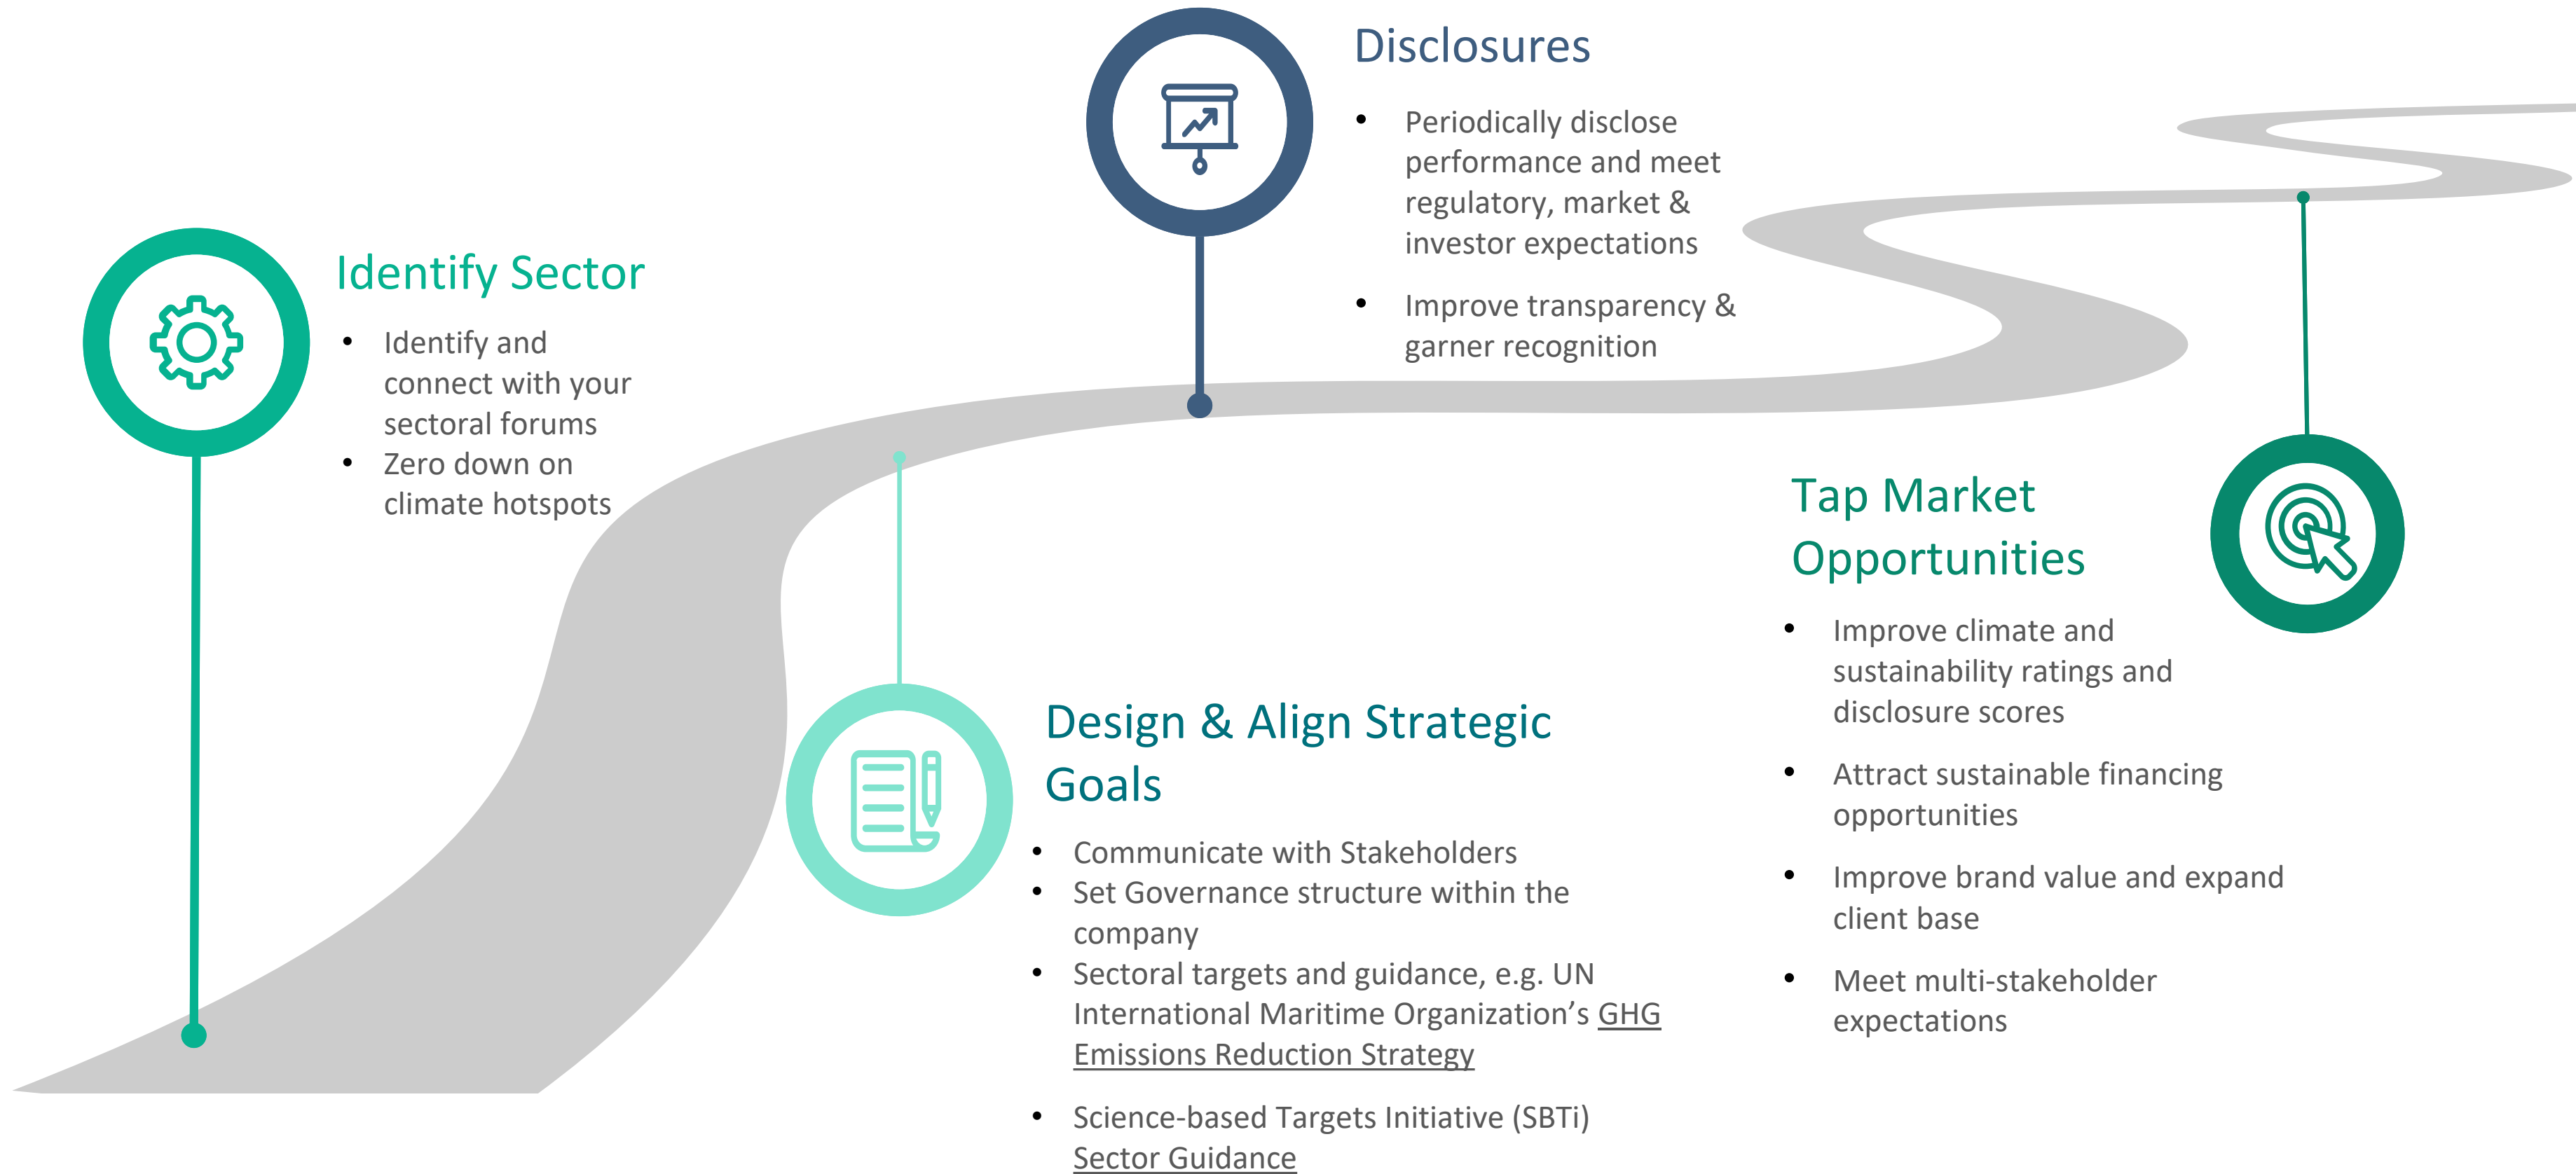 Identify Sector
• Identify and
connect with your
sectoral forums
• Zero down on
climate hotspots
Design & Align Strategic
Goals
• Communicate with Stakeholders
• Set Governance structure within the
company
• Sectoral targets and guidance, e.g. UN
International Maritime Organization’s GHG
Emissions Reduction Strategy
• Science-based Targets Initiative (SBTi)
Sector Guidance
Disclosures
• Periodically disclose
performance and meet
regulatory, market &
investor expectations
• Improve transparency &
garner recognition
Tap Market
Opportunities
• Improve climate and
sustainability ratings and
disclosure scores
• Attract sustainable financing
opportunities
• Improve brand value and expand
client base
• Meet multi-stakeholder
expectations